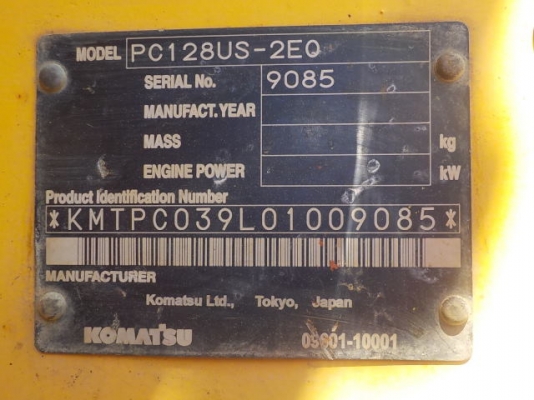 MODEL PC128US-2E0
SERIAL No. 9085
MANUFACT.YEAR
MASS kg
ENGINE POWER kW
Product Identification Number
*KMTPC039L01009085*
MANUFACTURER
Komatsu Ltd., Tokyo, Japan
KOMATSU 09601-10001